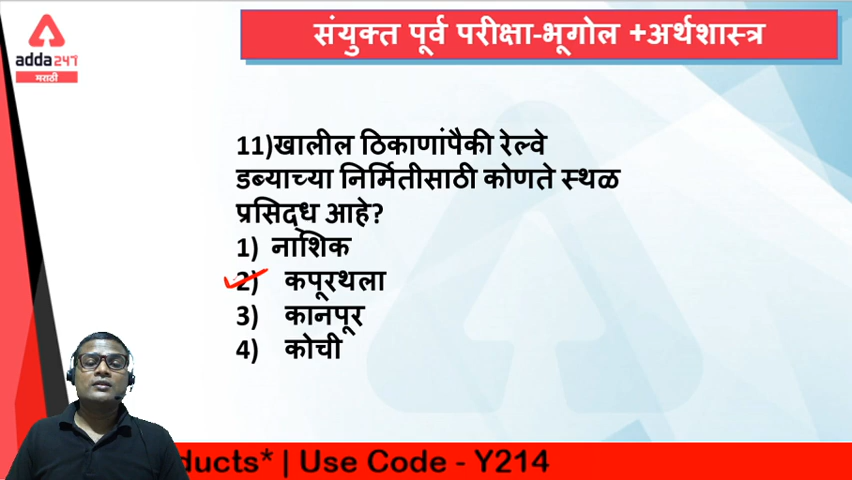 संयुक्त पूर्व परीक्षा-भूगोल +अर्थशास्त्र
adda247
मराठी
11)खालील ठिकाणांपैकी रेल्वे
डब्याच्या निर्मितीसाठी कोणते स्थळ
प्रसिद्ध आहे?
1) नाशिक
2) कपूरथला
3) कानपूर
4) कोची
ducts* | Use Code - Y214